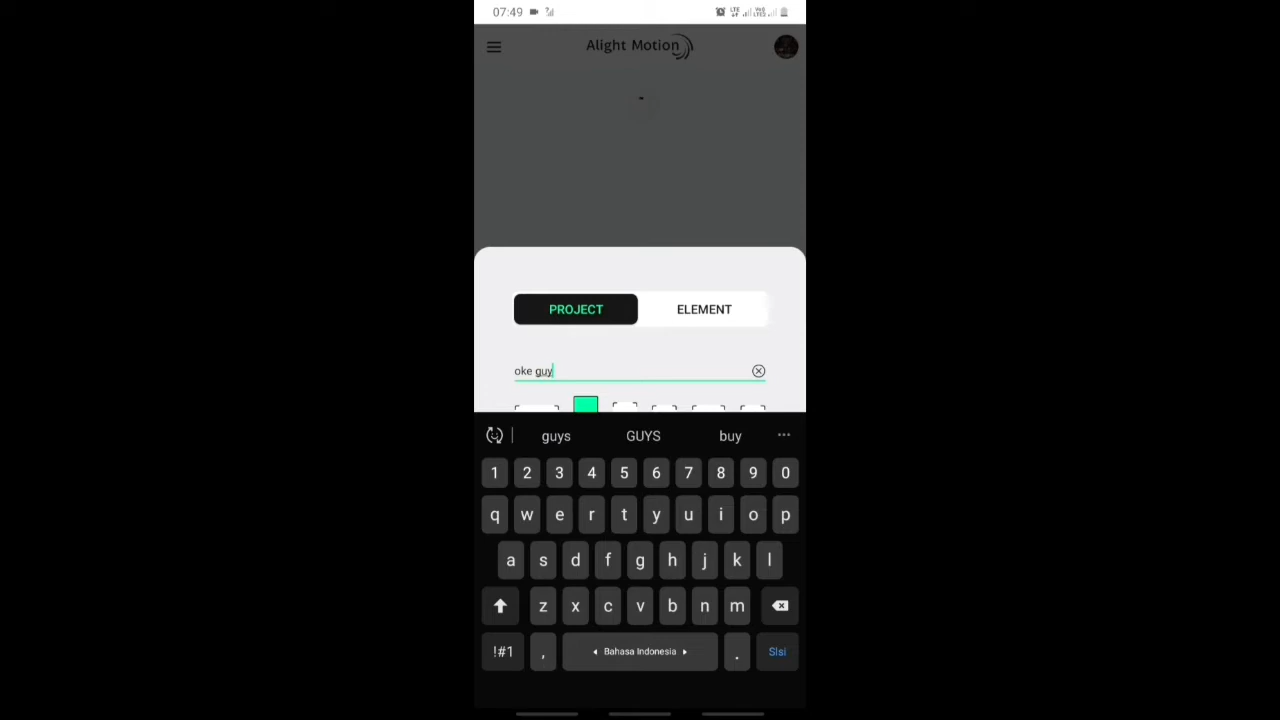 07:49
Alight Motion
PROJECT ELEMENT
oke guy
guys GUYS buy
1 2 3 4 5 6 7 8 9 0
q w e r t y u i o p
a s d f g h j k l
z x c v b n m
!#1 , Bahasa Indonesia . Slsi